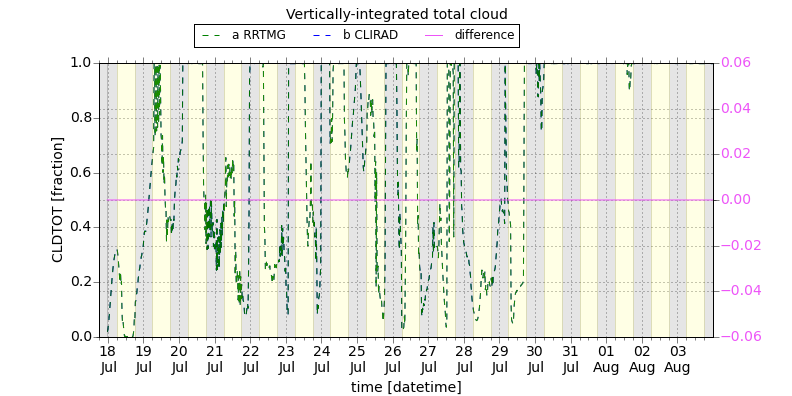 Vertically-integrated total cloud
a RRTMG b CLIRAD difference
1.0 0.06
0.8 0.04
0.02
0.6
0.00
0.4
−0.02
0.2
−0.04
0.0 −0.06
CLDTOT [fraction]
18 19 20 21 22 23 24 25 26 27 28 29 30 31 01 02 03
Jul Jul Jul Jul Jul Jul Jul Jul Jul Jul Jul Jul Jul Jul Aug Aug Aug
time [datetime]